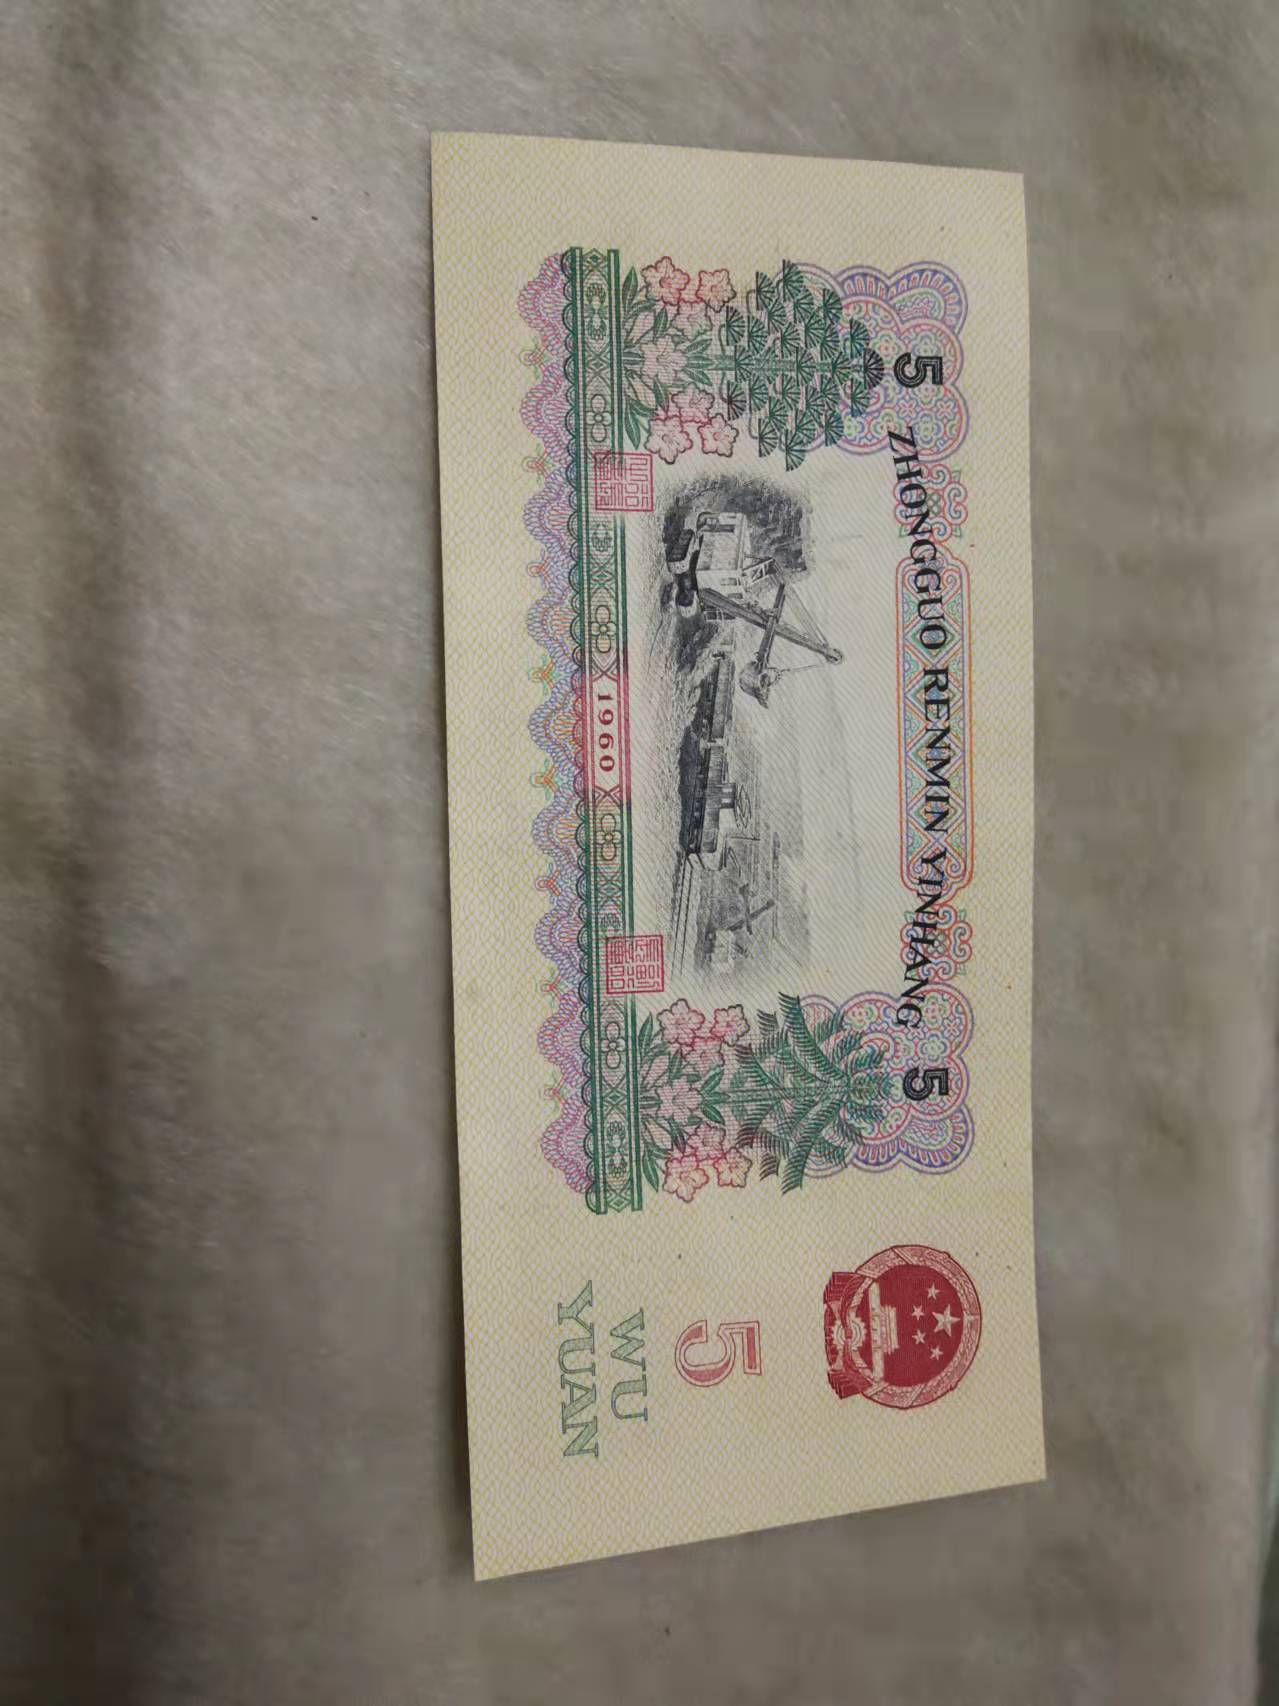 5 ZHONGGUO RENMIN YINHANG 5
1960
5
WU
YUAN